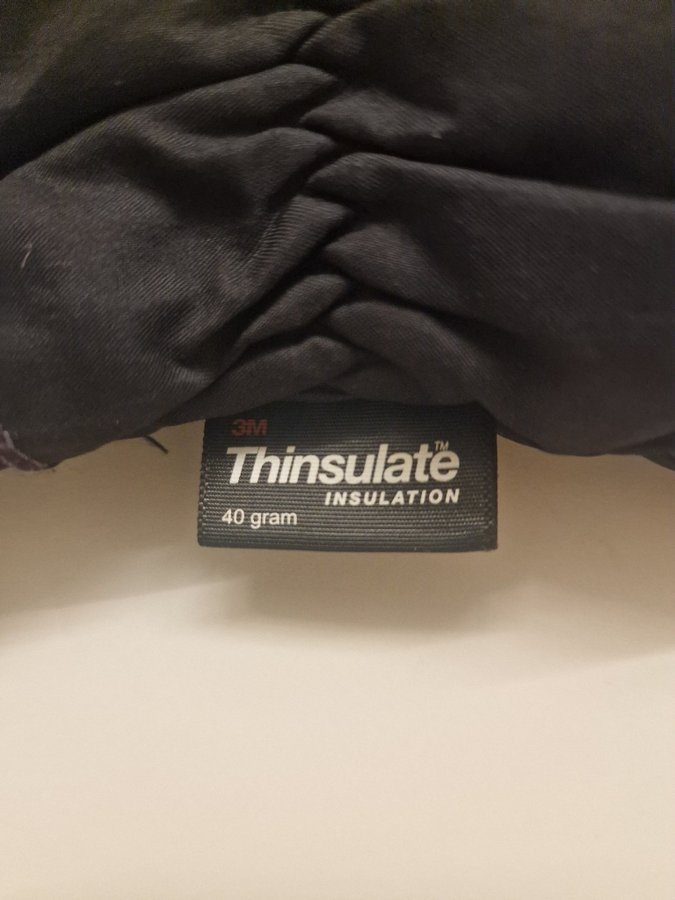 3M
Thinsulate™
INSULATION
40 gram